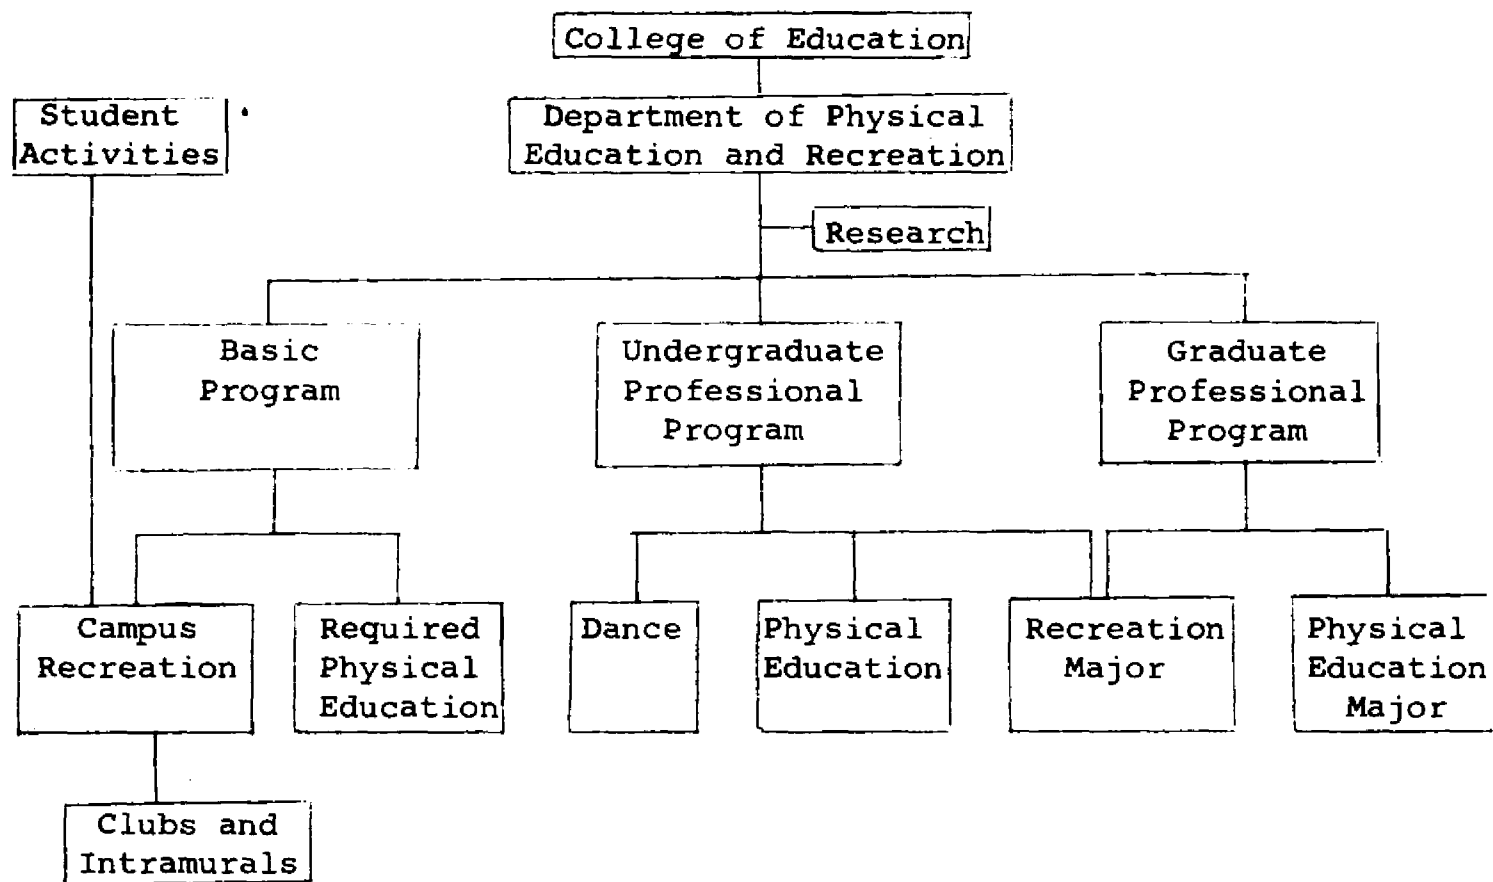 College of Education
Student
Activities
Department of Physical
Education and Recreation
Research
Basic
Program
Undergraduate
Professional
Program
Graduate
Professional
Program
Campus
Recreation
Required
Physical
Education
Dance
Physical
Education
Recreation
Major
Physical
Education
Major
Clubs and
Intramurals